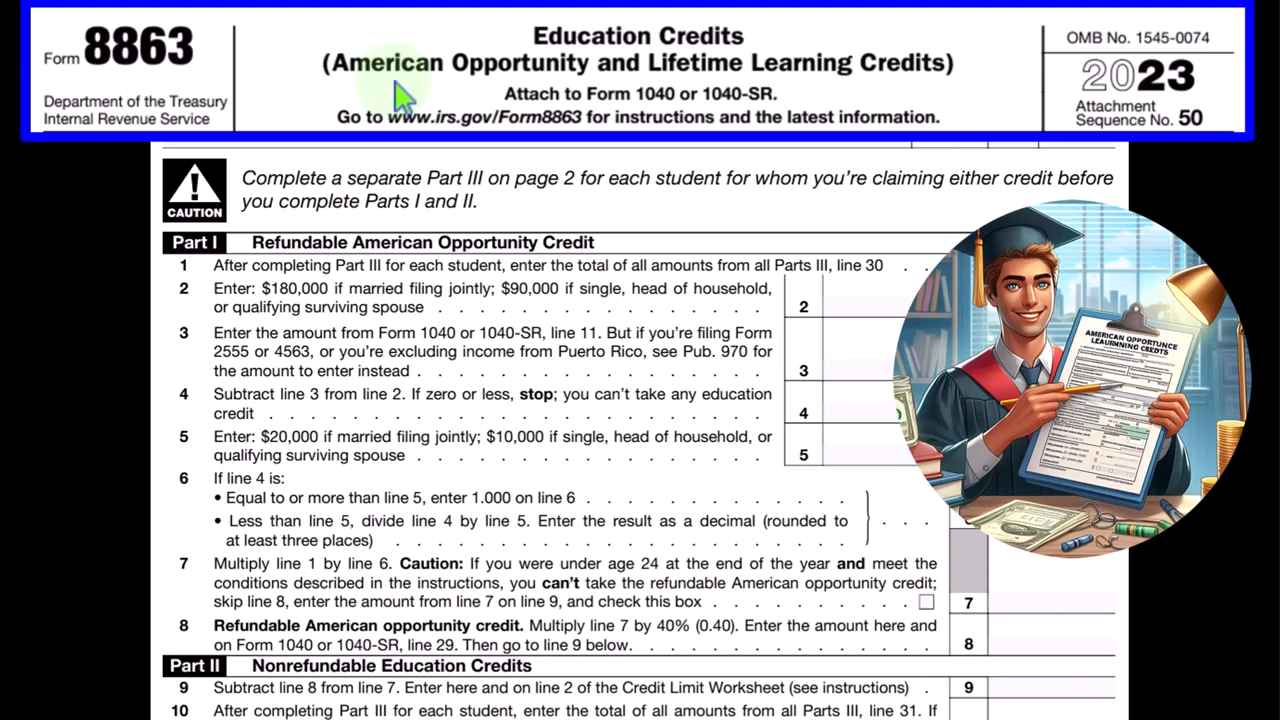 Form 8863
Department of the Treasury
Internal Revenue Service
Education Credits
(American Opportunity and Lifetime Learning Credits)
Attach to Form 1040 or 1040-SR.
Go to www.irs.gov/Form8863 for instructions and the latest information.
OMB No. 1545-0074
2023
Attachment
Sequence No. 50
CAUTION
Complete a separate Part III on page 2 for each student for whom you're claiming either credit before
you complete Parts I and II.
Part I Refundable American Opportunity Credit
1 After completing Part III for each student, enter the total of all amounts from all Parts III, line 30 . .
2 Enter: $180,000 if married filing jointly; $90,000 if single, head of household,
or qualifying surviving spouse . . . . . . . . . . . . . . . . 2
3 Enter the amount from Form 1040 or 1040-SR, line 11. But if you're filing Form
2555 or 4563, or you're excluding income from Puerto Rico, see Pub. 970 for
the amount to enter instead . . . . . . . . . . . . . . . . . 3
4 Subtract line 3 from line 2. If zero or less, stop; you can't take any education
credit . . . . . . . . . . . . . . . . . . . . . . . . 4
5 Enter: $20,000 if married filing jointly; $10,000 if single, head of household, or
qualifying surviving spouse . . . . . . . . . . . . . . . . . 5
6 If line 4 is:
• Equal to or more than line 5, enter 1.000 on line 6 . . . . . . . . . . . . .
• Less than line 5, divide line 4 by line 5. Enter the result as a decimal (rounded to . . .
at least three places) . . . . . . . . . . . . . . . . . . . . . .
7 Multiply line 1 by line 6. Caution: If you were under age 24 at the end of the year and meet the
conditions described in the instructions, you can't take the refundable American opportunity credit;
skip line 8, enter the amount from line 7 on line 9, and check this box . . . . . . . . . . 7
8 Refundable American opportunity credit. Multiply line 7 by 40% (0.40). Enter the amount here and
on Form 1040 or 1040-SR, line 29. Then go to line 9 below. . . . . . . . . . . . . . . 8
Part II Nonrefundable Education Credits
9 Subtract line 8 from line 7. Enter here and on line 2 of the Credit Limit Worksheet (see instructions) . 9
10 After completing Part III for each student, enter the total of all amounts from all Parts III, line 31. If
AMERICAN OPPORTUNCE